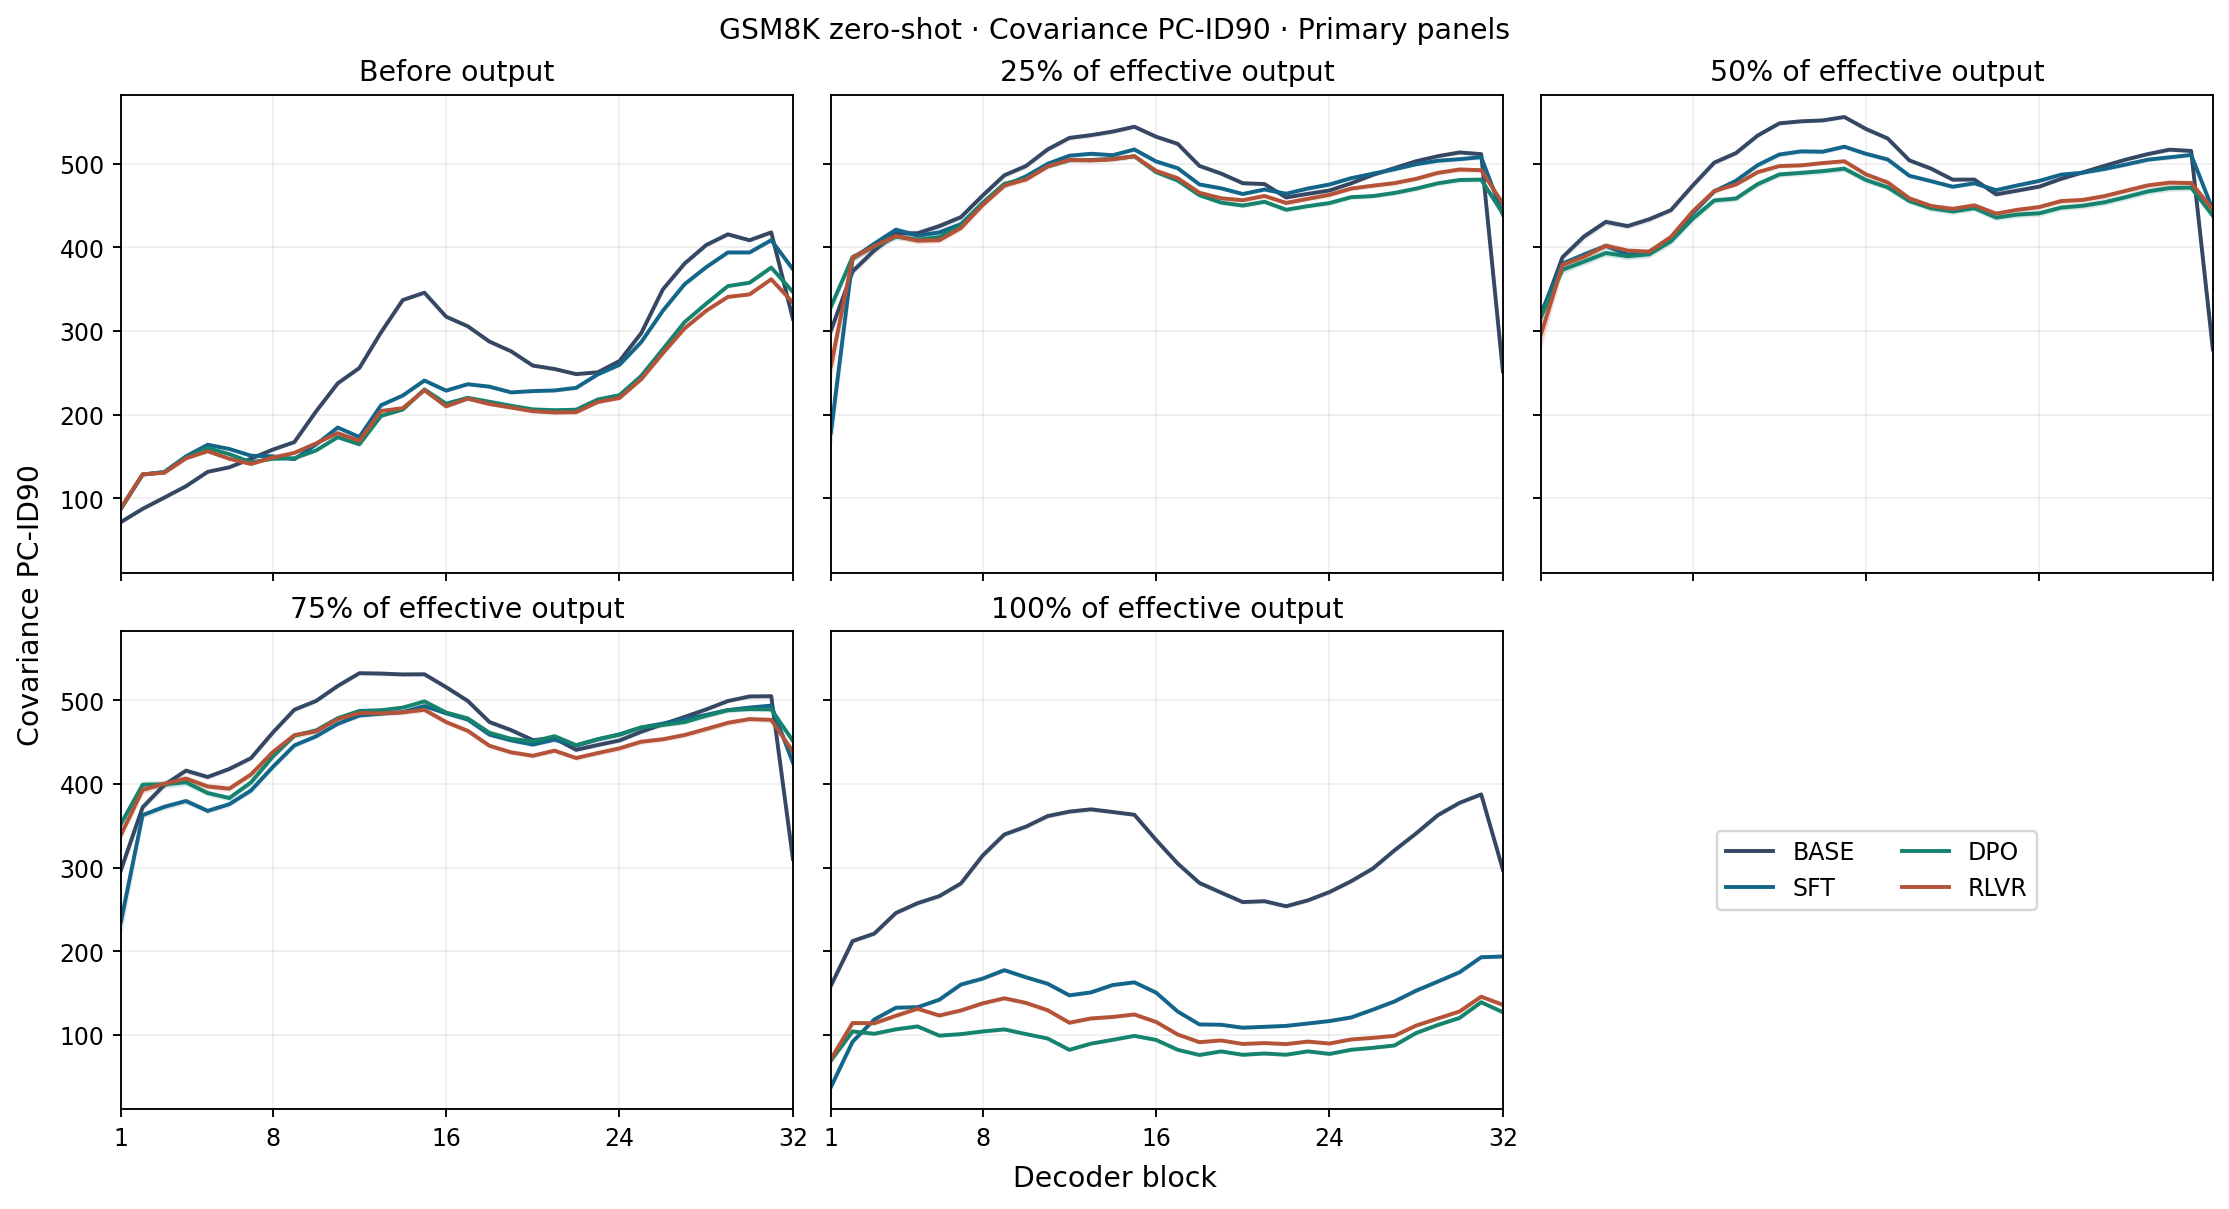 GSM8K zero-shot · Covariance PC-ID90 · Primary panels
Before output
25% of effective output
50% of effective output
500
400
300
200
100
75% of effective output
100% of effective output
Covariance PC-ID90
500
400
300
200
100
1 8 16 24 32
1 8 16 24 32
Decoder block
BASE
SFT
DPO
RLVR